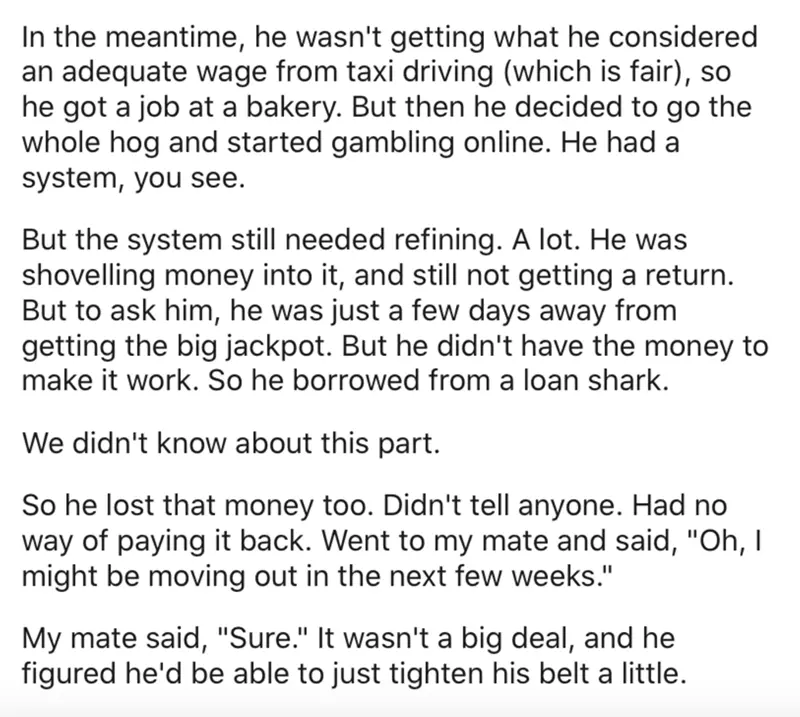 In the meantime, he wasn't getting what he considered
an adequate wage from taxi driving (which is fair), so
he got a job at a bakery. But then he decided to go the
whole hog and started gambling online. He had a
system, you see.
But the system still needed refining. A lot. He was
shovelling money into it, and still not getting a return.
But to ask him, he was just a few days away from
getting the big jackpot. But he didn't have the money to
make it work. So he borrowed from a loan shark.
We didn't know about this part.
So he lost that money too. Didn't tell anyone. Had no
way of paying it back. Went to my mate and said, "Oh, I
might be moving out in the next few weeks."
My mate said, "Sure." It wasn't a big deal, and he
figured he'd be able to just tighten his belt a little.